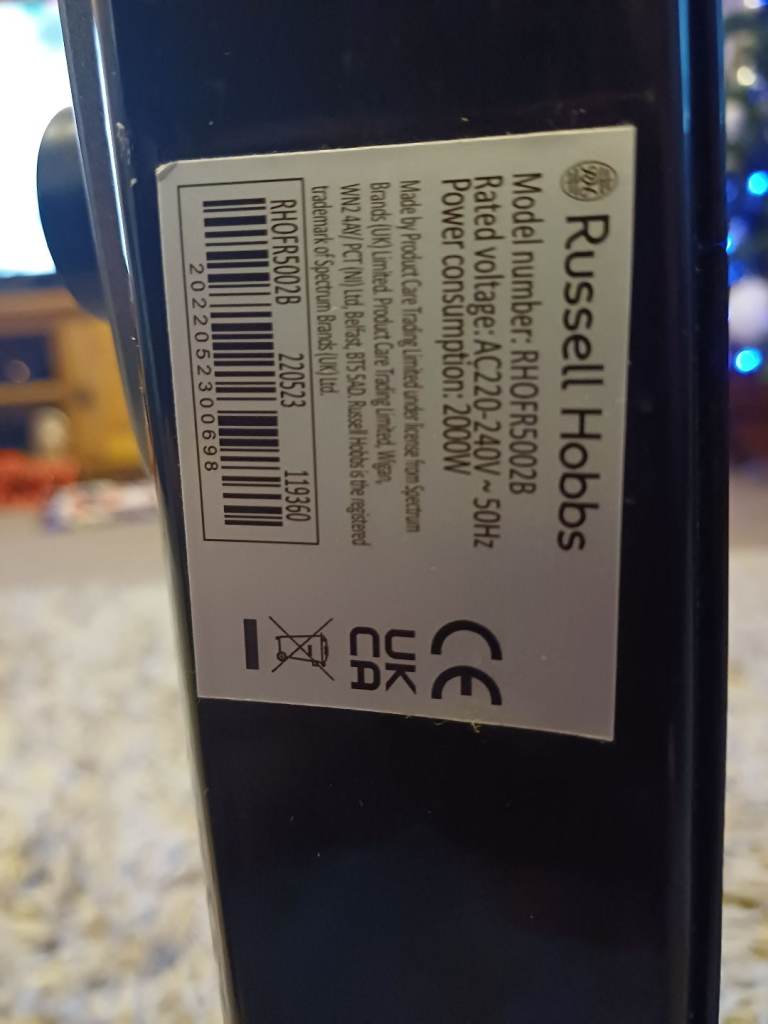 Russell Hobbs
Model number: RHOFR5002B
Rated voltage: AC220-240V ~ 50Hz
Power consumption: 2000W
Made by Product Care Trading Limited under license from Spectrum
Brands (UK) Limited. Product Care Trading Limited, Wigan,
WN2 4AY/ PCT (NI) Ltd, Belfast, BT5 5AD. Russell Hobbs is the registered
trademark of Spectrum Brands (UK) Ltd.
RHOFR5002B 220523 119360
2022052300698
CE
UK
CA